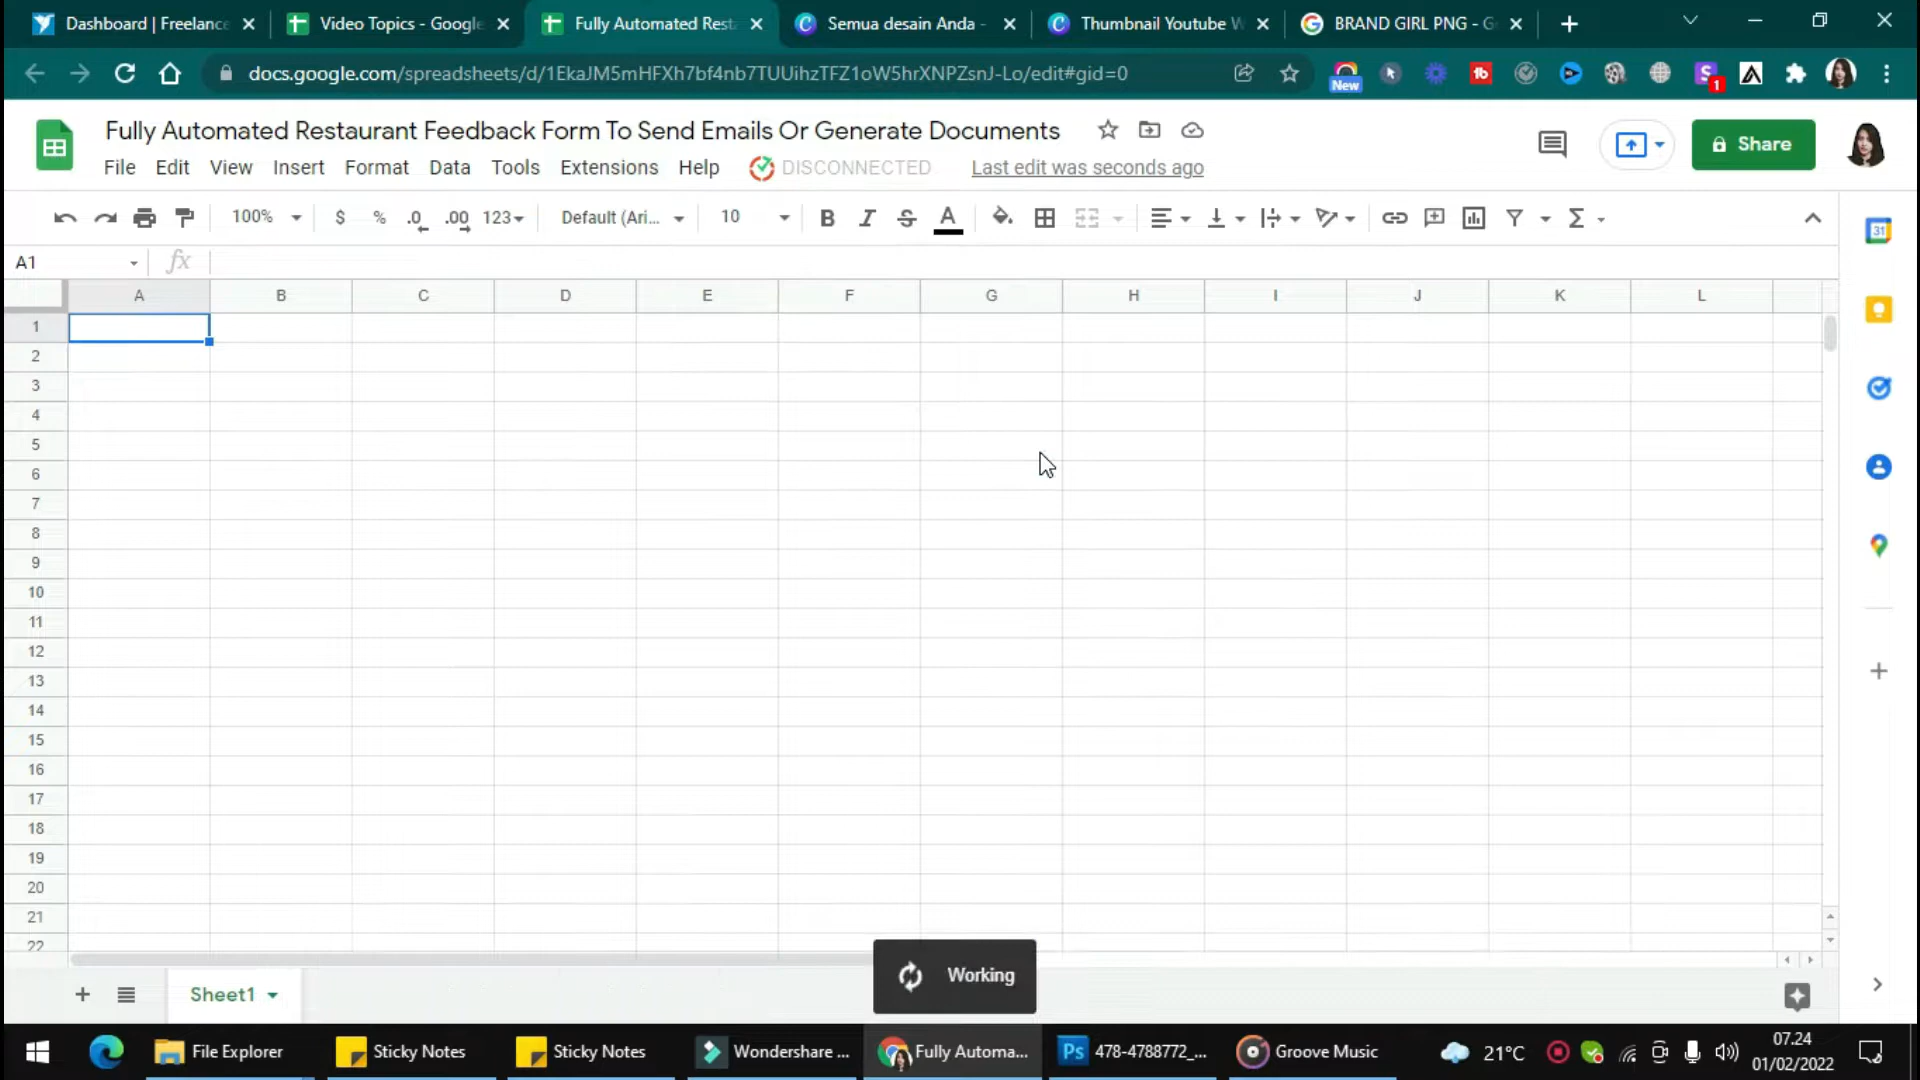 Dashboard | Freelance
Video Topics - Google
Fully Automated Rest
Semua desain Anda -
Thumbnail Youtube W
BRAND GIRL PNG - G
docs.google.com/spreadsheets/d/1EkaJM5mHFXh7bf4nb7TUUihzTFZ1oW5hrXNPZsnJ-Lo/edit#gid=0
New
Fully Automated Restaurant Feedback Form To Send Emails Or Generate Documents
Share
File Edit View Insert Format Data Tools Extensions Help DISCONNECTED Last edit was seconds ago
100% $ % .0 .00 123 Default (Ari... 10 B I S A Σ
A1 fx
A B C D E F G H I J K L
1
2
3
4
5
6
7
8
9
10
11
12
13
14
15
16
17
18
19
20
21
22
31
Working
Sheet1
File Explorer Sticky Notes Sticky Notes Wondershare ... Fully Automa... Ps 478-4788772_... Groove Music 21°C 07.24
01/02/2022